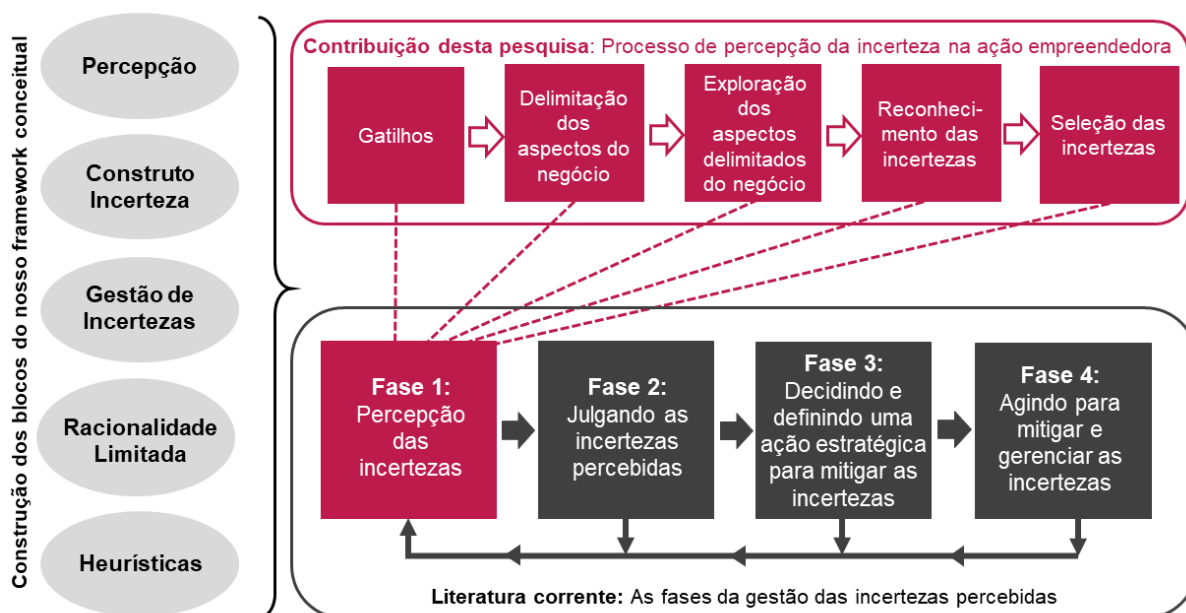 Construção dos blocos do nosso framework conceitual
Percepção
Construto
Incerteza
Gestão de
Incertezas
Racionalidade
Limitada
Heurísticas
Contribuição desta pesquisa: Processo de percepção da incerteza na ação empreendedora
Gatilhos
Delimitação
dos
aspectos do
negócio
Exploração
dos
aspectos
delimitados
do negócio
Reconheci-
mento das
incertezas
Seleção das
incertezas
Fase 1:
Percepção
das
incertezas
Fase 2:
Julgando as
incertezas
percebidas
Fase 3:
Decidindo e
definindo uma
ação estratégica
para mitigar as
incertezas
Fase 4:
Agindo para
mitigar e
gerenciar as
incertezas
Literatura corrente: As fases da gestão das incertezas percebidas